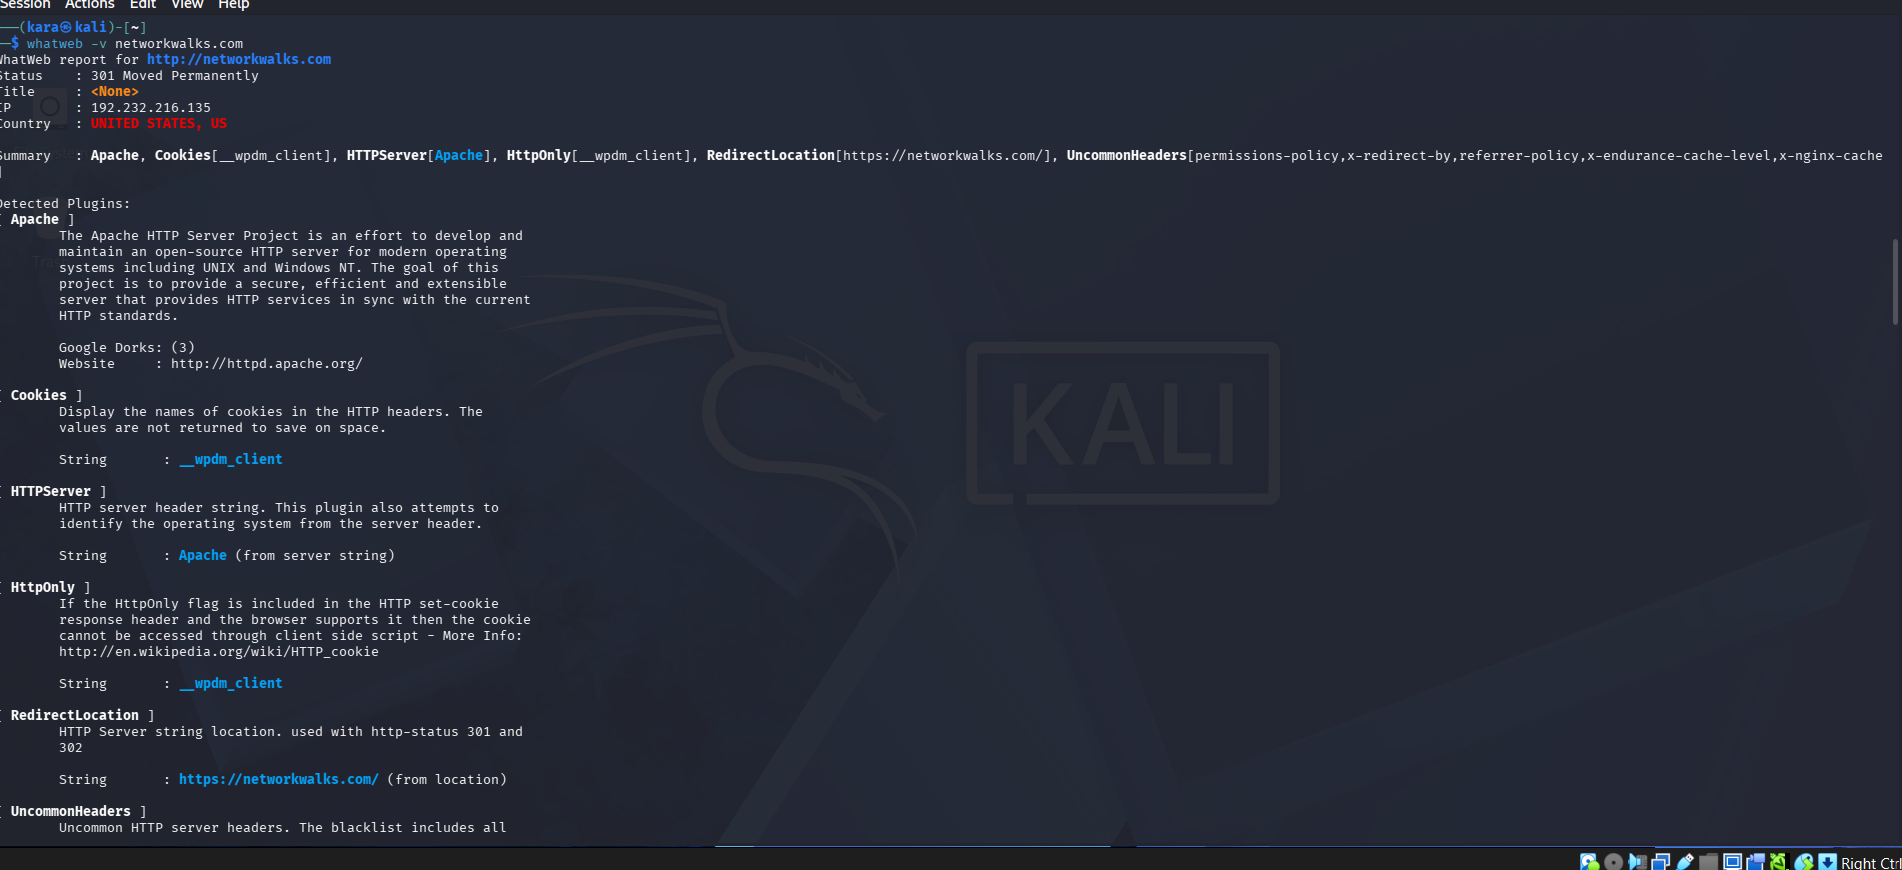 Session Actions Edit View Help
(kara㉿kali)-[~]
$ whatweb -v networkwalks.com
WhatWeb report for http://networkwalks.com
Status : 301 Moved Permanently
Title : <None>
IP : 192.232.216.135
Country : UNITED STATES, US
Summary : Apache, Cookies[__wpdm_client], HTTPServer[Apache], HttpOnly[__wpdm_client], RedirectLocation[https://networkwalks.com/], UncommonHeaders[permissions-policy,x-redirect-by,referrer-policy,x-endurance-cache-level,x-nginx-cache
]
Detected Plugins:
[ Apache ]
The Apache HTTP Server Project is an effort to develop and
maintain an open-source HTTP server for modern operating
systems including UNIX and Windows NT. The goal of this
project is to provide a secure, efficient and extensible
server that provides HTTP services in sync with the current
HTTP standards.
Google Dorks: (3)
Website : http://httpd.apache.org/
[ Cookies ]
Display the names of cookies in the HTTP headers. The
values are not returned to save on space.
String : __wpdm_client
[ HTTPServer ]
HTTP server header string. This plugin also attempts to
identify the operating system from the server header.
String : Apache (from server string)
[ HttpOnly ]
If the HttpOnly flag is included in the HTTP set-cookie
response header and the browser supports it then the cookie
cannot be accessed through client side script - More Info:
http://en.wikipedia.org/wiki/HTTP_cookie
String : __wpdm_client
[ RedirectLocation ]
HTTP Server string location. used with http-status 301 and
302
String : https://networkwalks.com/ (from location)
[ UncommonHeaders ]
Uncommon HTTP server headers. The blacklist includes all
KALI
Right Ctrl